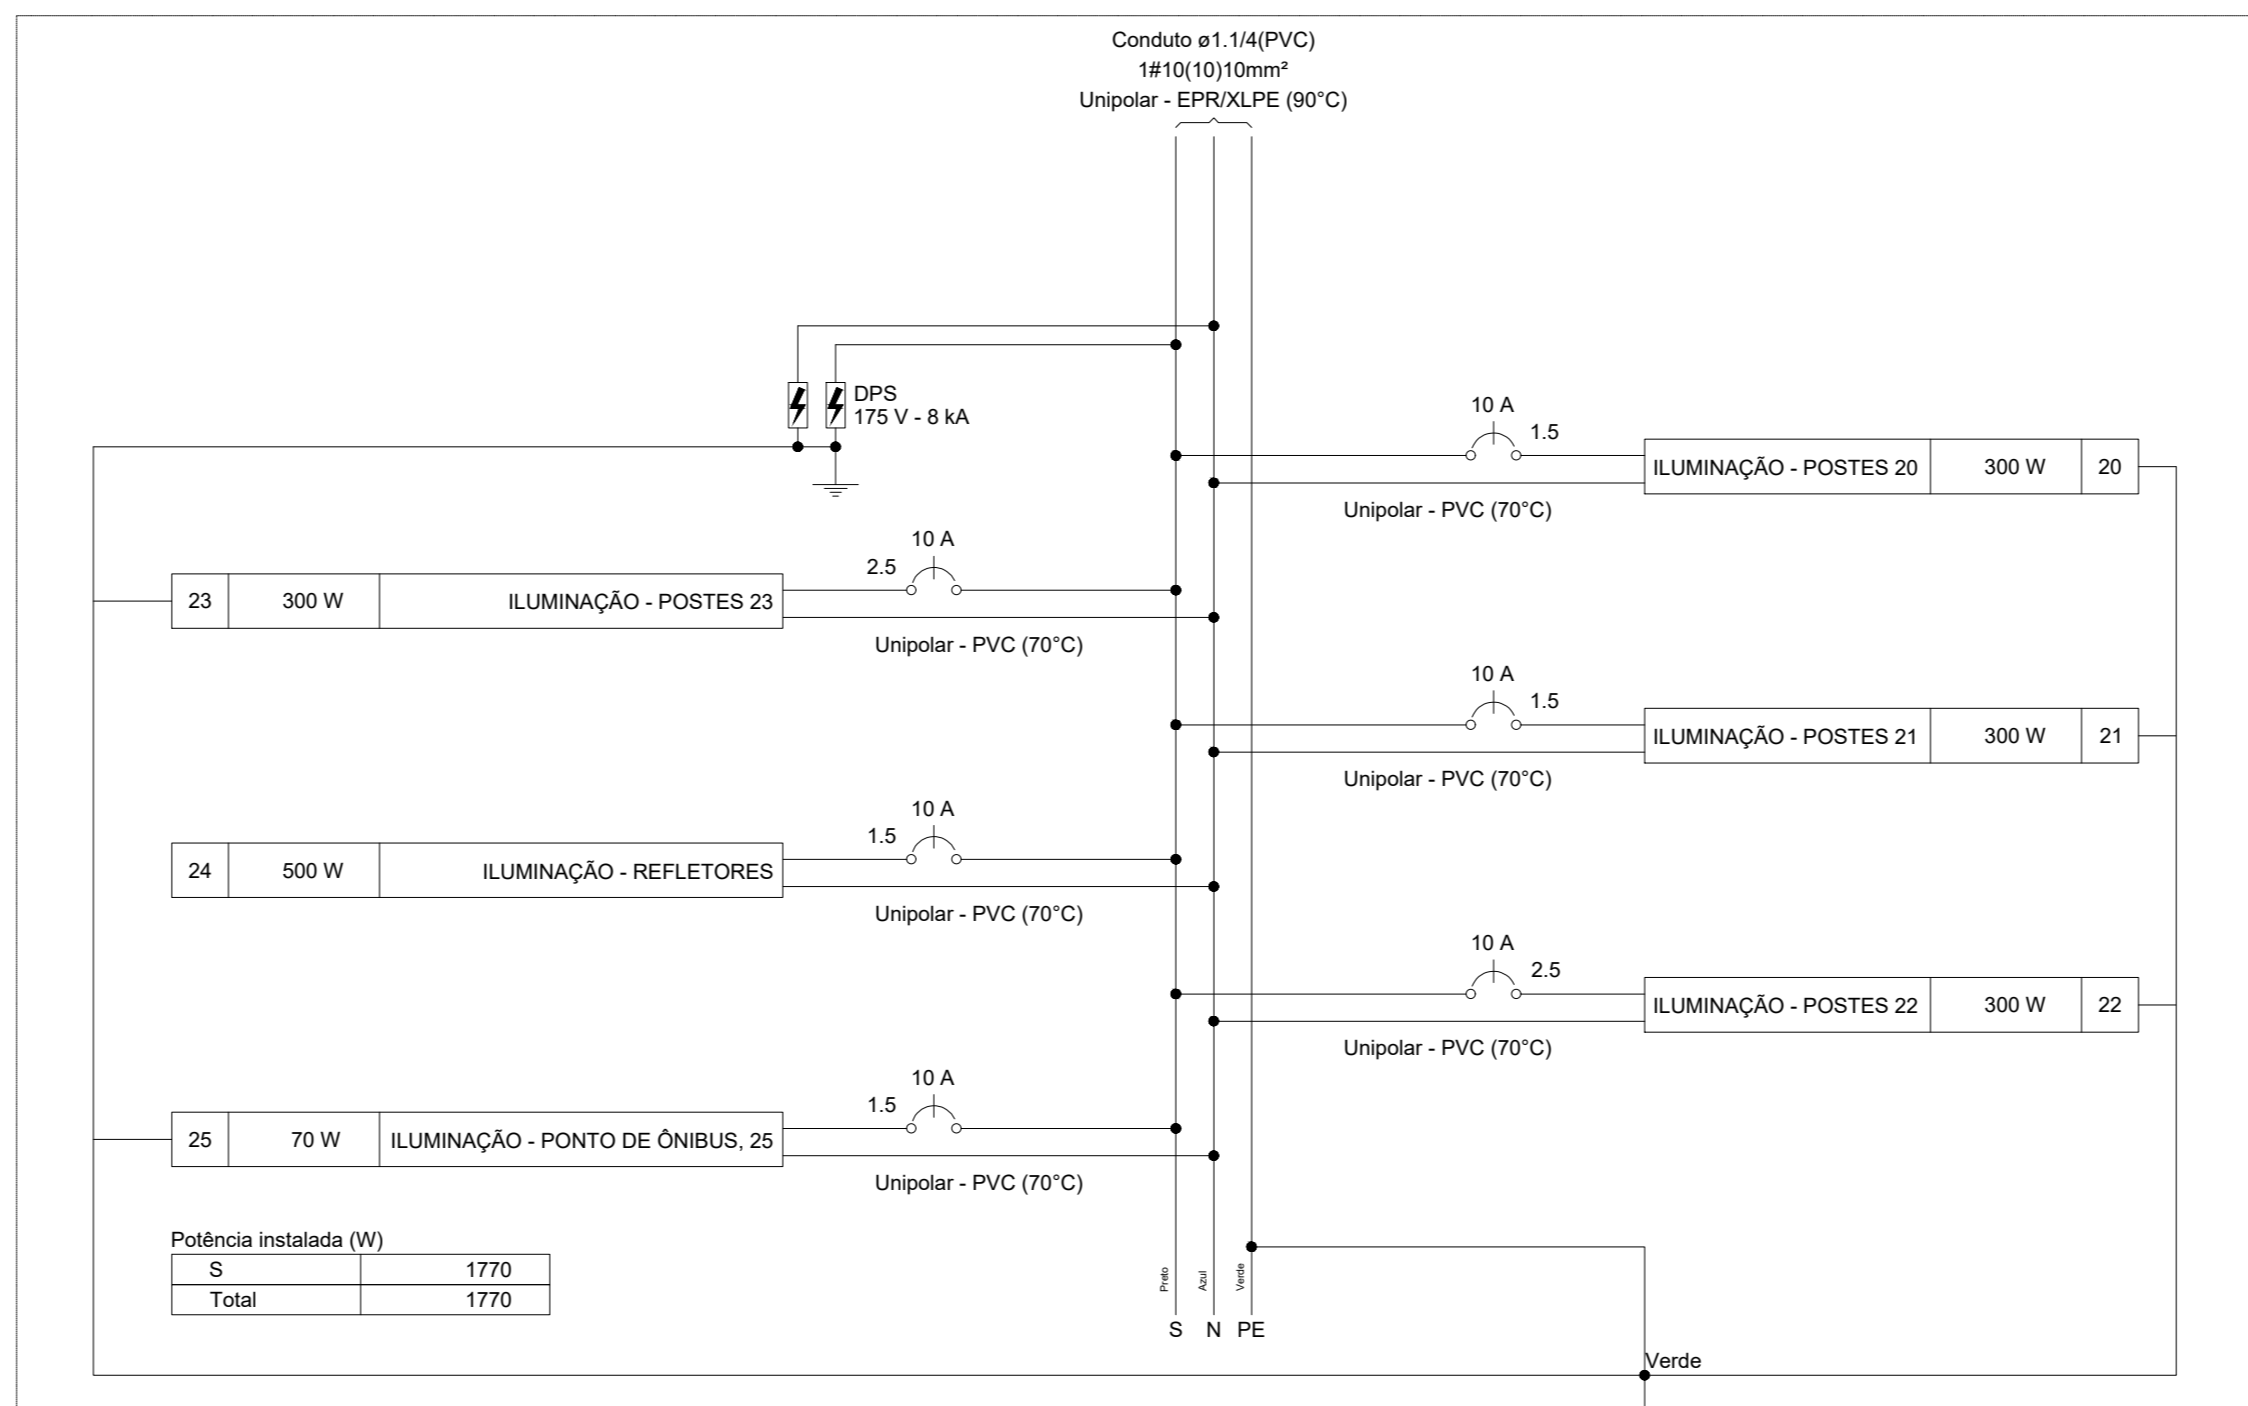 Conduto ø1.1/4(PVC)
1#10(10)10mm²
Unipolar - EPR/XLPE (90°C)
DPS
175 V - 8 kA
10 A
1.5
ILUMINAÇÃO - POSTES 20 300 W 20
Unipolar - PVC (70°C)
10 A
2.5
23 300 W ILUMINAÇÃO - POSTES 23
Unipolar - PVC (70°C)
10 A
1.5
ILUMINAÇÃO - POSTES 21 300 W 21
Unipolar - PVC (70°C)
10 A
1.5
24 500 W ILUMINAÇÃO - REFLETORES
Unipolar - PVC (70°C)
10 A
2.5
ILUMINAÇÃO - POSTES 22 300 W 22
Unipolar - PVC (70°C)
10 A
1.5
25 70 W ILUMINAÇÃO - PONTO DE ÔNIBUS, 25
Unipolar - PVC (70°C)
Potência instalada (W)
S 1770
Total 1770
Preto
Azul
Verde
S N PE
Verde